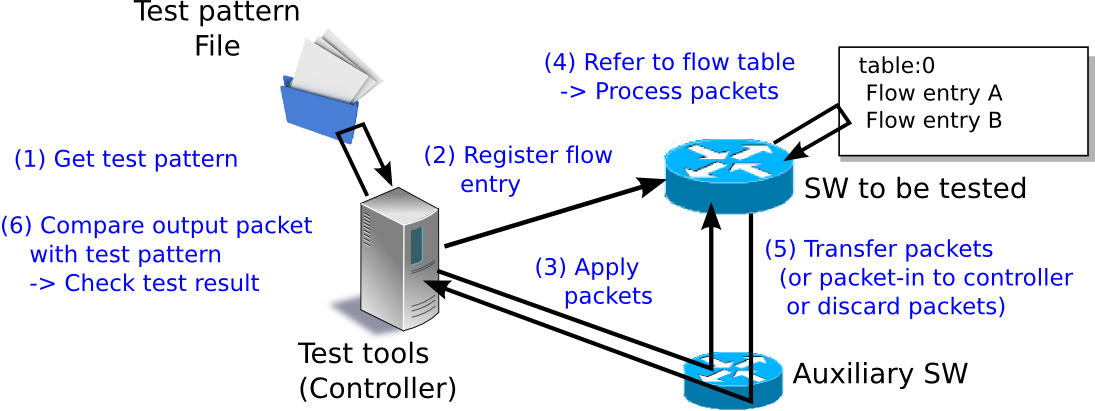 Test pattern
File
(4) Refer to flow table
-> Process packets
table:0
Flow entry A
Flow entry B
(1) Get test pattern
(2) Register flow
entry
SW to be tested
(6) Compare output packet
with test pattern
-> Check test result
(3) Apply
packets
(5) Transfer packets
(or packet-in to controller
or discard packets)
Test tools
(Controller)
Auxiliary SW